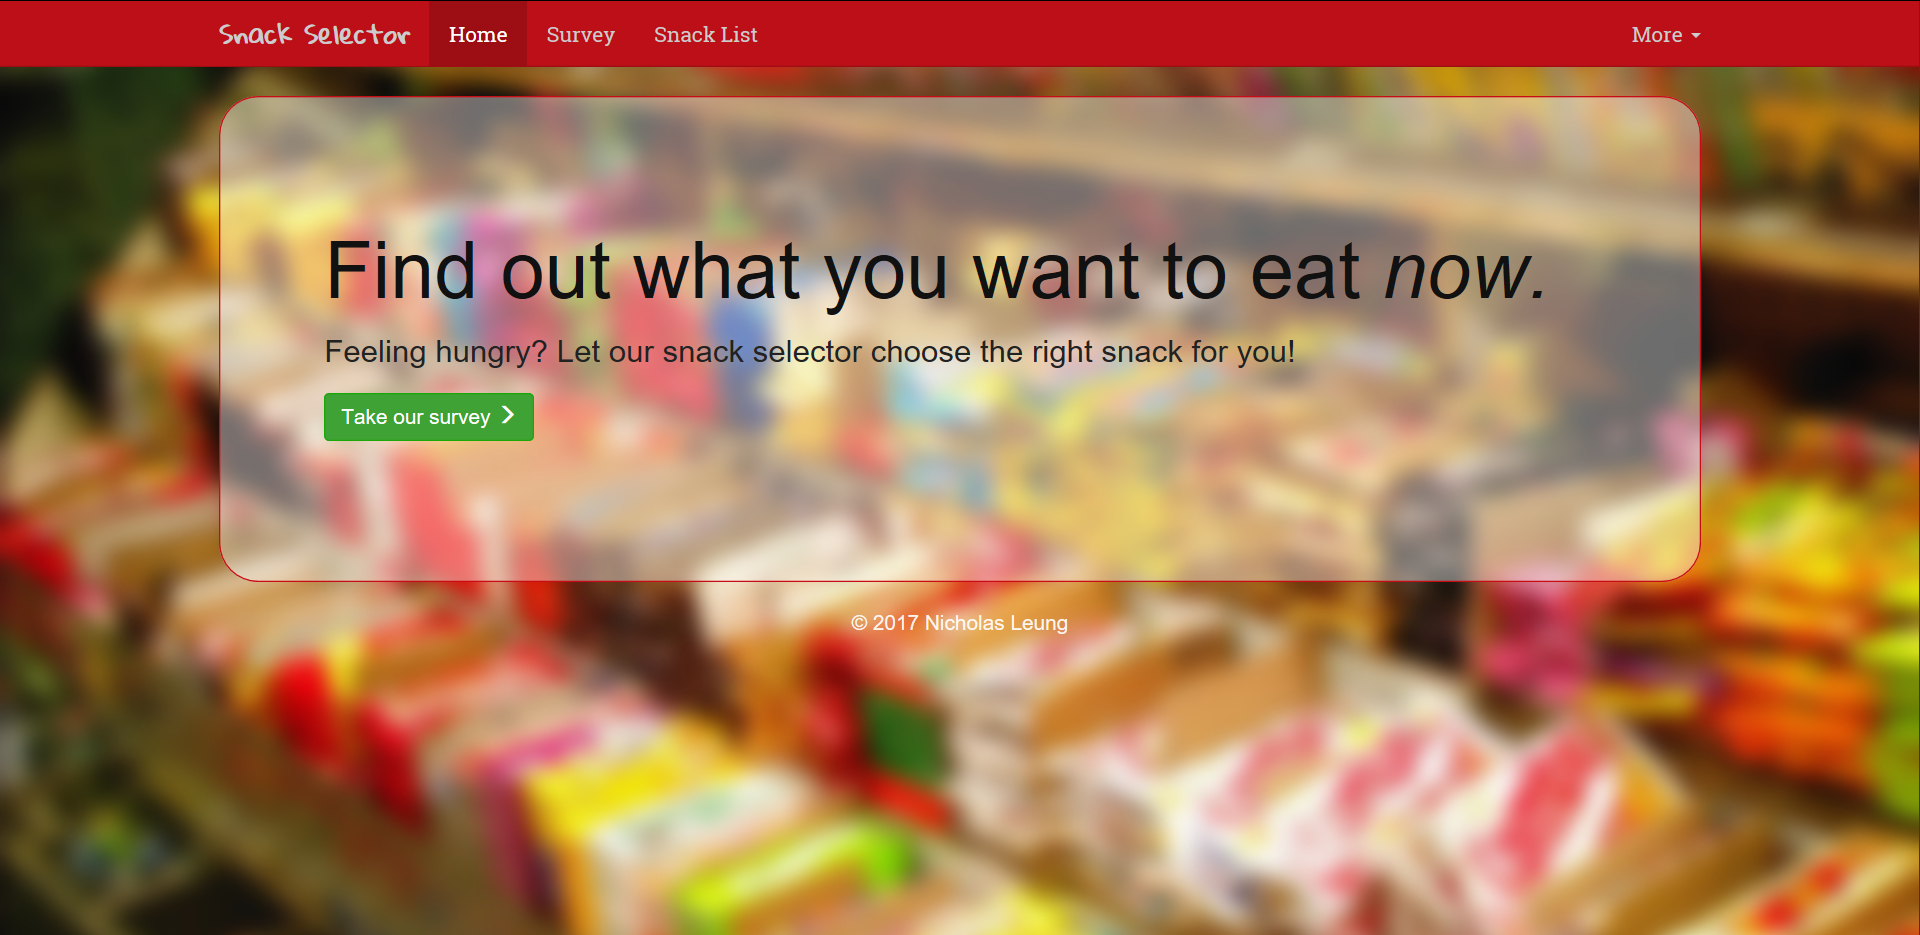 Snack Selector Home Survey Snack List More
Find out what you want to eat now.
Feeling hungry? Let our snack selector choose the right snack for you!
Take our survey
© 2017 Nicholas Leung